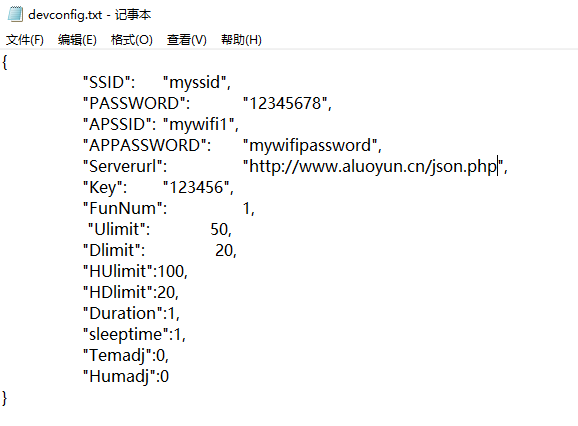 devconfig.txt - 记事本
文件(F) 编辑(E) 格式(O) 查看(V) 帮助(H)
{
"SSID": "myssid",
"PASSWORD": "12345678",
"APSSID": "mywifi1",
"APPASSWORD": "mywifipassword",
"Serverurl": "http://www.aluoyun.cn/json.php",
"Key": "123456",
"FunNum": 1,
"Ulimit": 50,
"Dlimit": 20,
"HUlimit":100,
"HDlimit":20,
"Duration":1,
"sleeptime":1,
"Temadj":0,
"Humadj":0
}